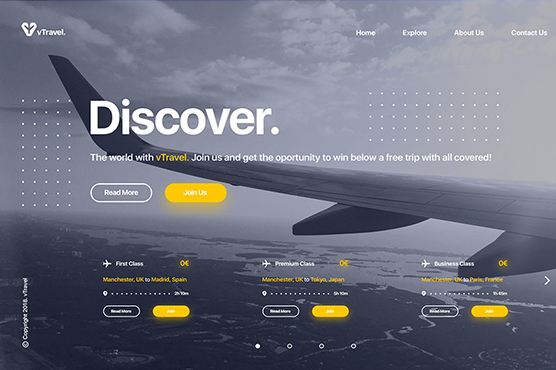 vTravel.
Home
Explore
About Us
Contact Us
Discover.
The world with vTravel. Join us and get the oportunity to win below a free trip with all covered!
Read More
Join Us
First Class
0€
Premium Class
0€
Business Class
0€
Manchester, UK to Madrid, Spain
Manchester, UK to Tokyo, Japan
Manchester, UK to Paris, France
2h 10m
5h 10m
1h 45m
Read More
Join
Read More
Join
Read More
Join
© Copyright 2018. vTravel